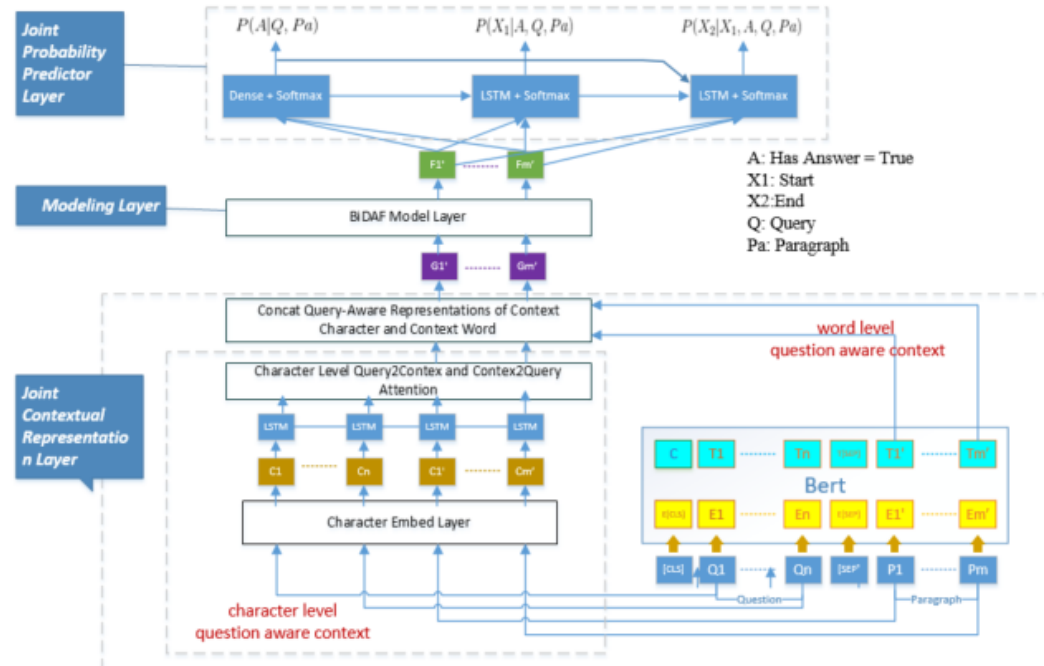 Joint
Probability
Predictor
Layer
P(A|Q, Pa)
P(X₁|A, Q, Pa)
P(X₂|X₁, A, Q, Pa)
Dense + Softmax
LSTM + Softmax
LSTM + Softmax
F1'
Fm'
A: Has Answer = True
X1: Start
X2:End
Q: Query
Pa: Paragraph
Modeling Layer
BiDAF Model Layer
G1'
Gm'
Concat Query-Aware Representations of Context
Character and Context Word
word level
question aware context
Character Level Query2Contex and Contex2Query
Attention
Joint
Contextual
Representatio
n Layer
LSTM
LSTM
LSTM
LSTM
C1
Cn
C1'
Cm'
Character Embed Layer
C
T1
Tn
T[SEP]
T1'
Tm'
Bert
E[CLS]
E1
En
E[SEP]
E1'
Em'
[CLS]
Q1
Qn
[SEP'
P1
Pm
Question
Paragraph
character level
question aware context